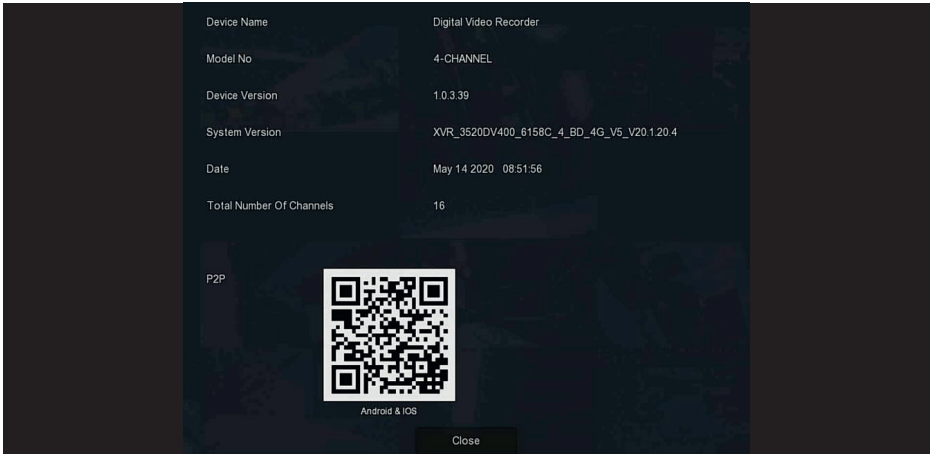 Device Name Digital Video Recorder
Model No 4-CHANNEL
Device Version 1.0.3.39
System Version XVR_3520DV400_6158C_4_BD_4G_V5_V20.1.20.4
Date May 14 2020 08:51:56
Total Number Of Channels 16
P2P
Android & IOS
Close